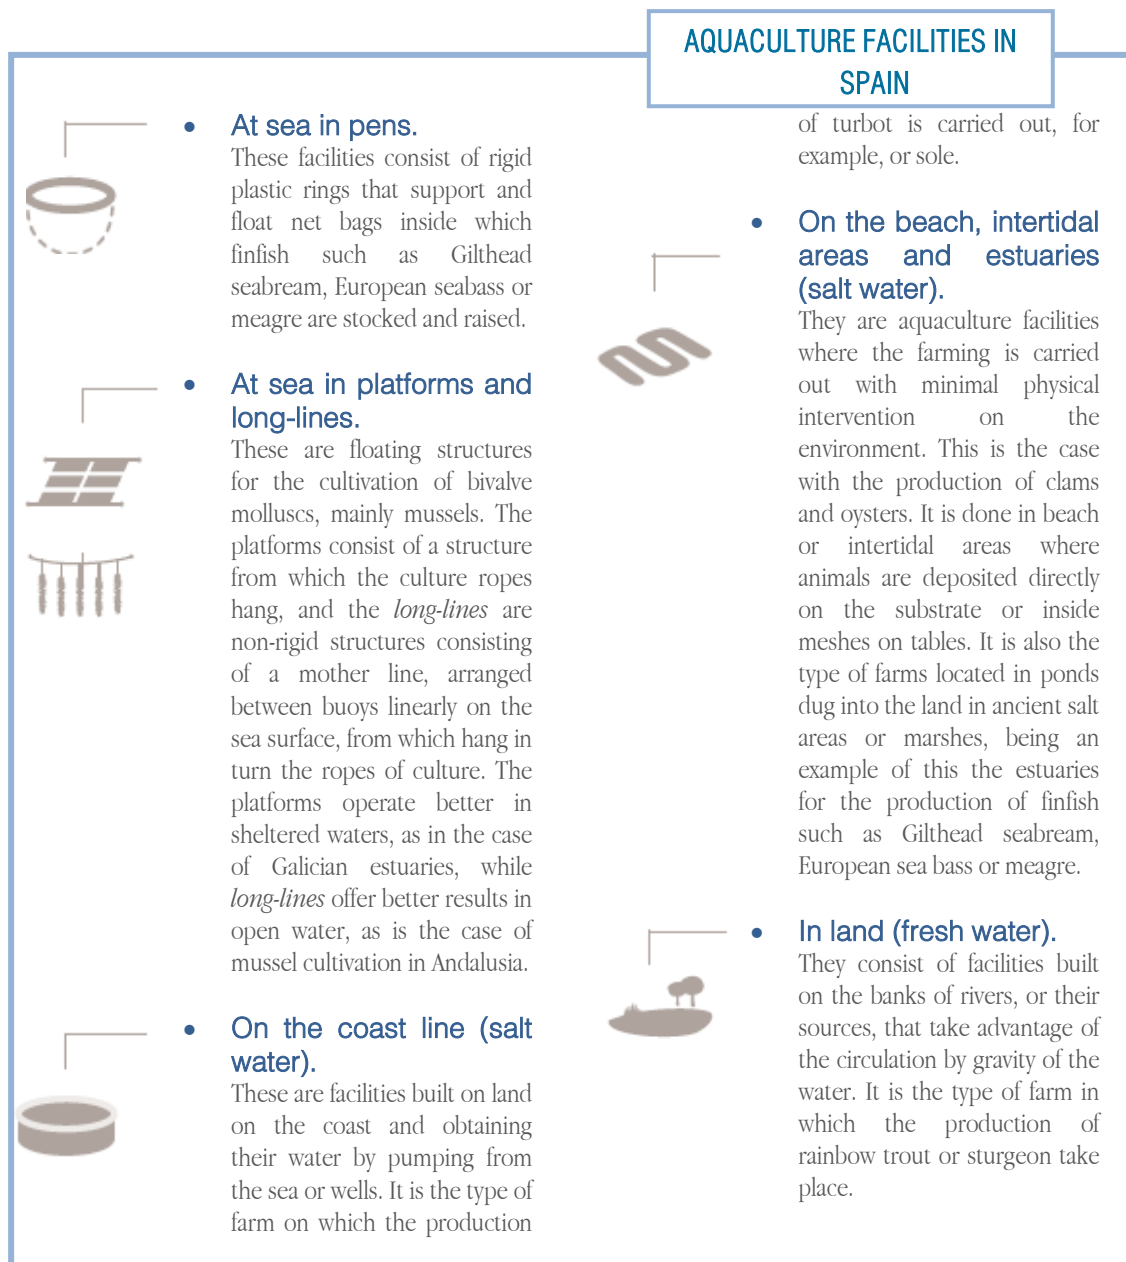 AQUACULTURE FACILITIES IN
SPAIN
• At sea in pens.
These facilities consist of rigid
plastic rings that support and
float net bags inside which
finfish such as Gilthead
seabream, European seabass or
meagre are stocked and raised.
• At sea in platforms and
long-lines.
These are floating structures
for the cultivation of bivalve
molluscs, mainly mussels. The
platforms consist of a structure
from which the culture ropes
hang, and the long-lines are
non-rigid structures consisting
of a mother line, arranged
between buoys linearly on the
sea surface, from which hang in
turn the ropes of culture. The
platforms operate better in
sheltered waters, as in the case
of Galician estuaries, while
long-lines offer better results in
open water, as is the case of
mussel cultivation in Andalusia.
• On the coast line (salt
water).
These are facilities built on land
on the coast and obtaining
their water by pumping from
the sea or wells. It is the type of
farm on which the production
of turbot is carried out, for
example, or sole.
• On the beach, intertidal
areas and estuaries
(salt water).
They are aquaculture facilities
where the farming is carried
out with minimal physical
intervention on the
environment. This is the case
with the production of clams
and oysters. It is done in beach
or intertidal areas where
animals are deposited directly
on the substrate or inside
meshes on tables. It is also the
type of farms located in ponds
dug into the land in ancient salt
areas or marshes, being an
example of this the estuaries
for the production of finfish
such as Gilthead seabream,
European sea bass or meagre.
• In land (fresh water).
They consist of facilities built
on the banks of rivers, or their
sources, that take advantage of
the circulation by gravity of the
water. It is the type of farm in
which the production of
rainbow trout or sturgeon take
place.